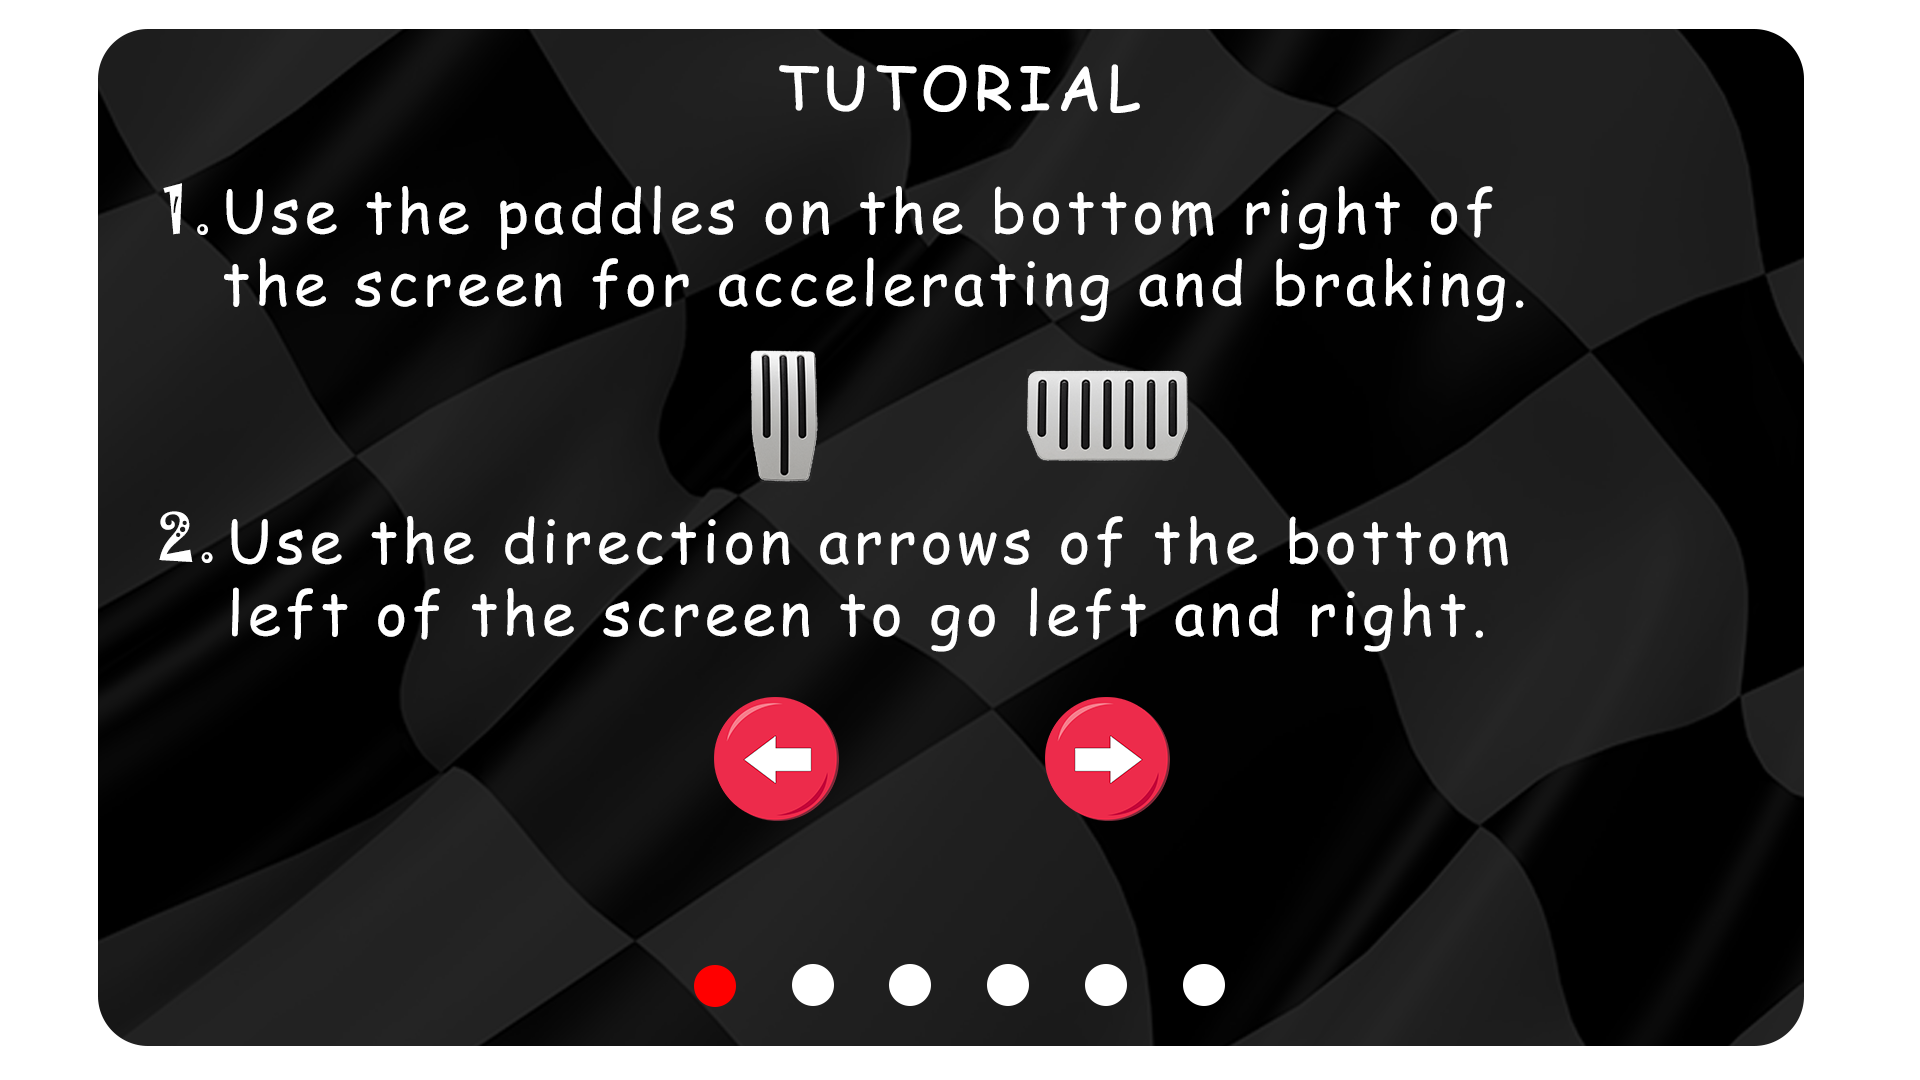 TUTORIAL
1. Use the paddles on the bottom right of
the screen for accelerating and braking.
2. Use the direction arrows of the bottom
left of the screen to go left and right.